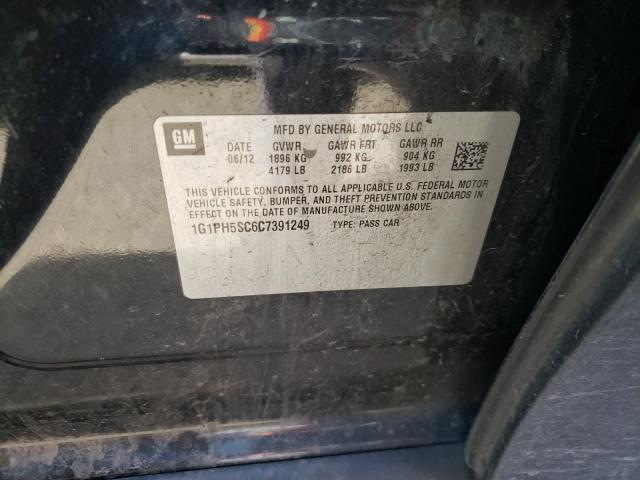 GM
MFD BY GENERAL MOTORS LLC
DATE GVWR GAWR FRT GAWR RR
06/12 1896 KG 992 KG 904 KG
4179 LB 2186 LB 1993 LB
THIS VEHICLE CONFORMS TO ALL APPLICABLE U.S. FEDERAL MOTOR
VEHICLE SAFETY, BUMPER, AND THEFT PREVENTION STANDARDS IN
EFFECT ON THE DATE OF MANUFACTURE SHOWN ABOVE.
1G1PH5SC6C7391249 TYPE: PASS CAR